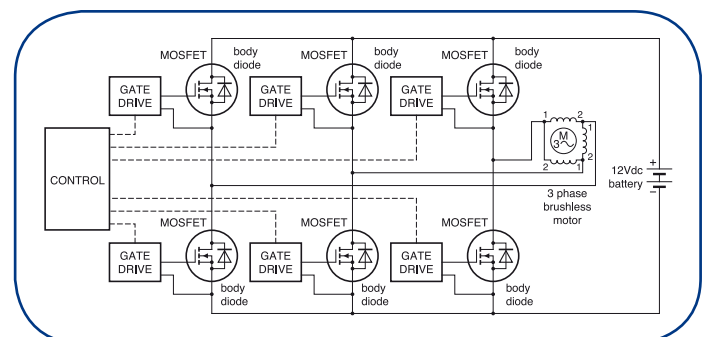 MOSFET
body
diode
MOSFET
body
diode
MOSFET
body
diode
GATE
DRIVE
GATE
DRIVE
GATE
DRIVE
1 2
M
3
1
2
2 1
3 phase
brushless
motor
+
12Vdc
battery
−
CONTROL
MOSFET
MOSFET
MOSFET
GATE
DRIVE
GATE
DRIVE
GATE
DRIVE
body
diode
body
diode
body
diode